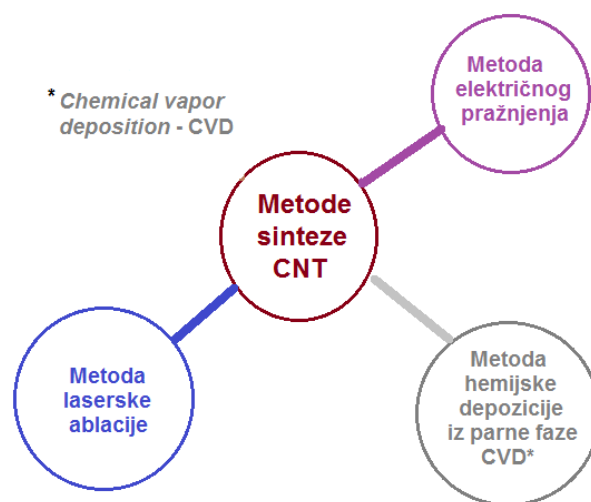 Metoda
električnog
pražnjenja
* Chemical vapor
deposition - CVD
Metode
sinteze
CNT
Metoda
laserske
ablacije
Metoda
hemijske
depozicije
iz parne faze
CVD*